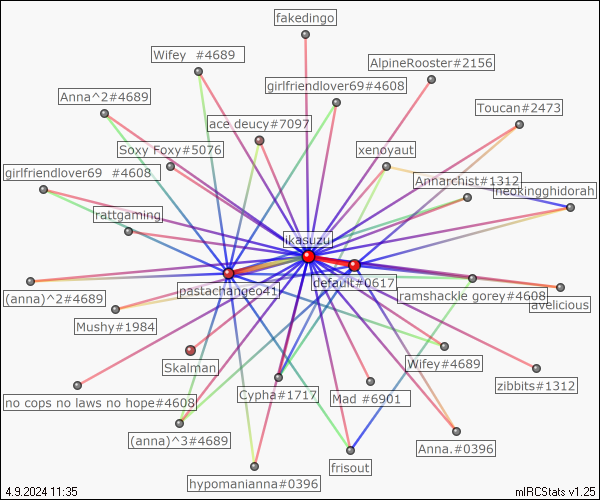 fakedingo
Wifey #4689
AlpineRooster#2156
girlfriendlover69#4608
Anna^2#4689
Toucan#2473
ace deucy#7097
Soxy Foxy#5076
xenoyaut
girlfriendlover69 #4608
Annarchist#1312
neokinghidorah
rattgaming
ikasuzu
default#0617
pastachange641
(anna)^2#4689
ramshackle gorey#4608
avelicious
Mushy#1984
Skalman
Wifey#4689
zibbits#1312
no cops no laws no hope#4608
Cypha#1717
Mad #6901
(anna)^3#4689
Anna.#0396
frisout
hypomanianna#0396
4.9.2024 11:35
mIRCStats v1.25